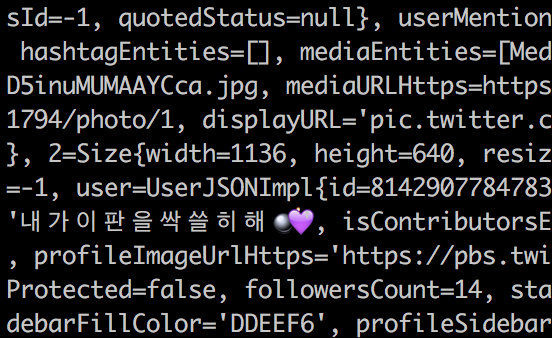 sId=-1, quotedStatus=null}, userMention
hashtagEntities=[], mediaEntities=[Med
D5inuMUMAAYCca.jpg, mediaURLHttps=https
1794/photo/1, displayURL='pic.twitter.c
}, 2=Size{width=1136, height=640, resiz
=-1, user=UserJSONImpl{id=8142907784783
'내가이판을싹쓸히해💣💜, isContributorsE
, profileImageUrlHttps='https://pbs.twi
Protected=false, followersCount=14, sta
debarFillColor='DDEEF6', profileSidebar